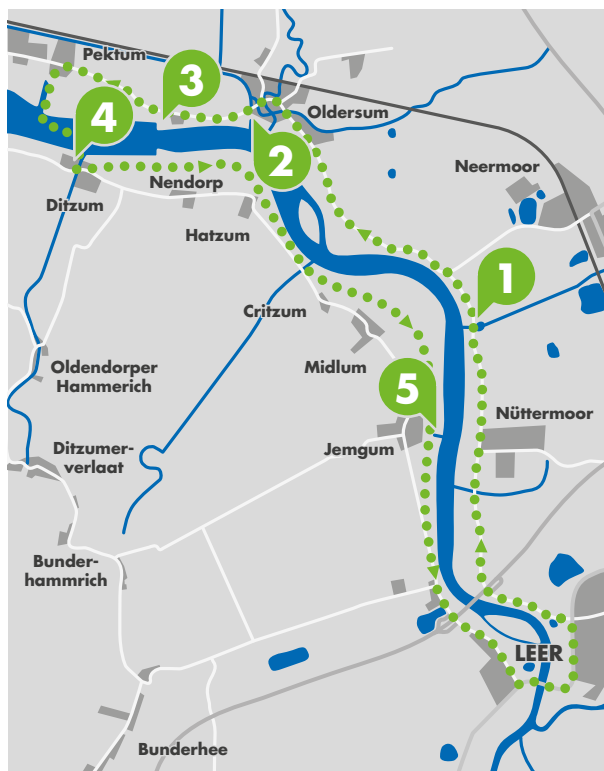 Pektum
3
4
Oldersum
2
Neermoor
Nendorp
Ditzum
Hatzum
1
Critzum
Oldendorper
Hammerich
Midlum
5
Nüttermoor
Ditzumer-
verlaat
Jemgum
Bunder-
hammrich
LEER
Bunderhee